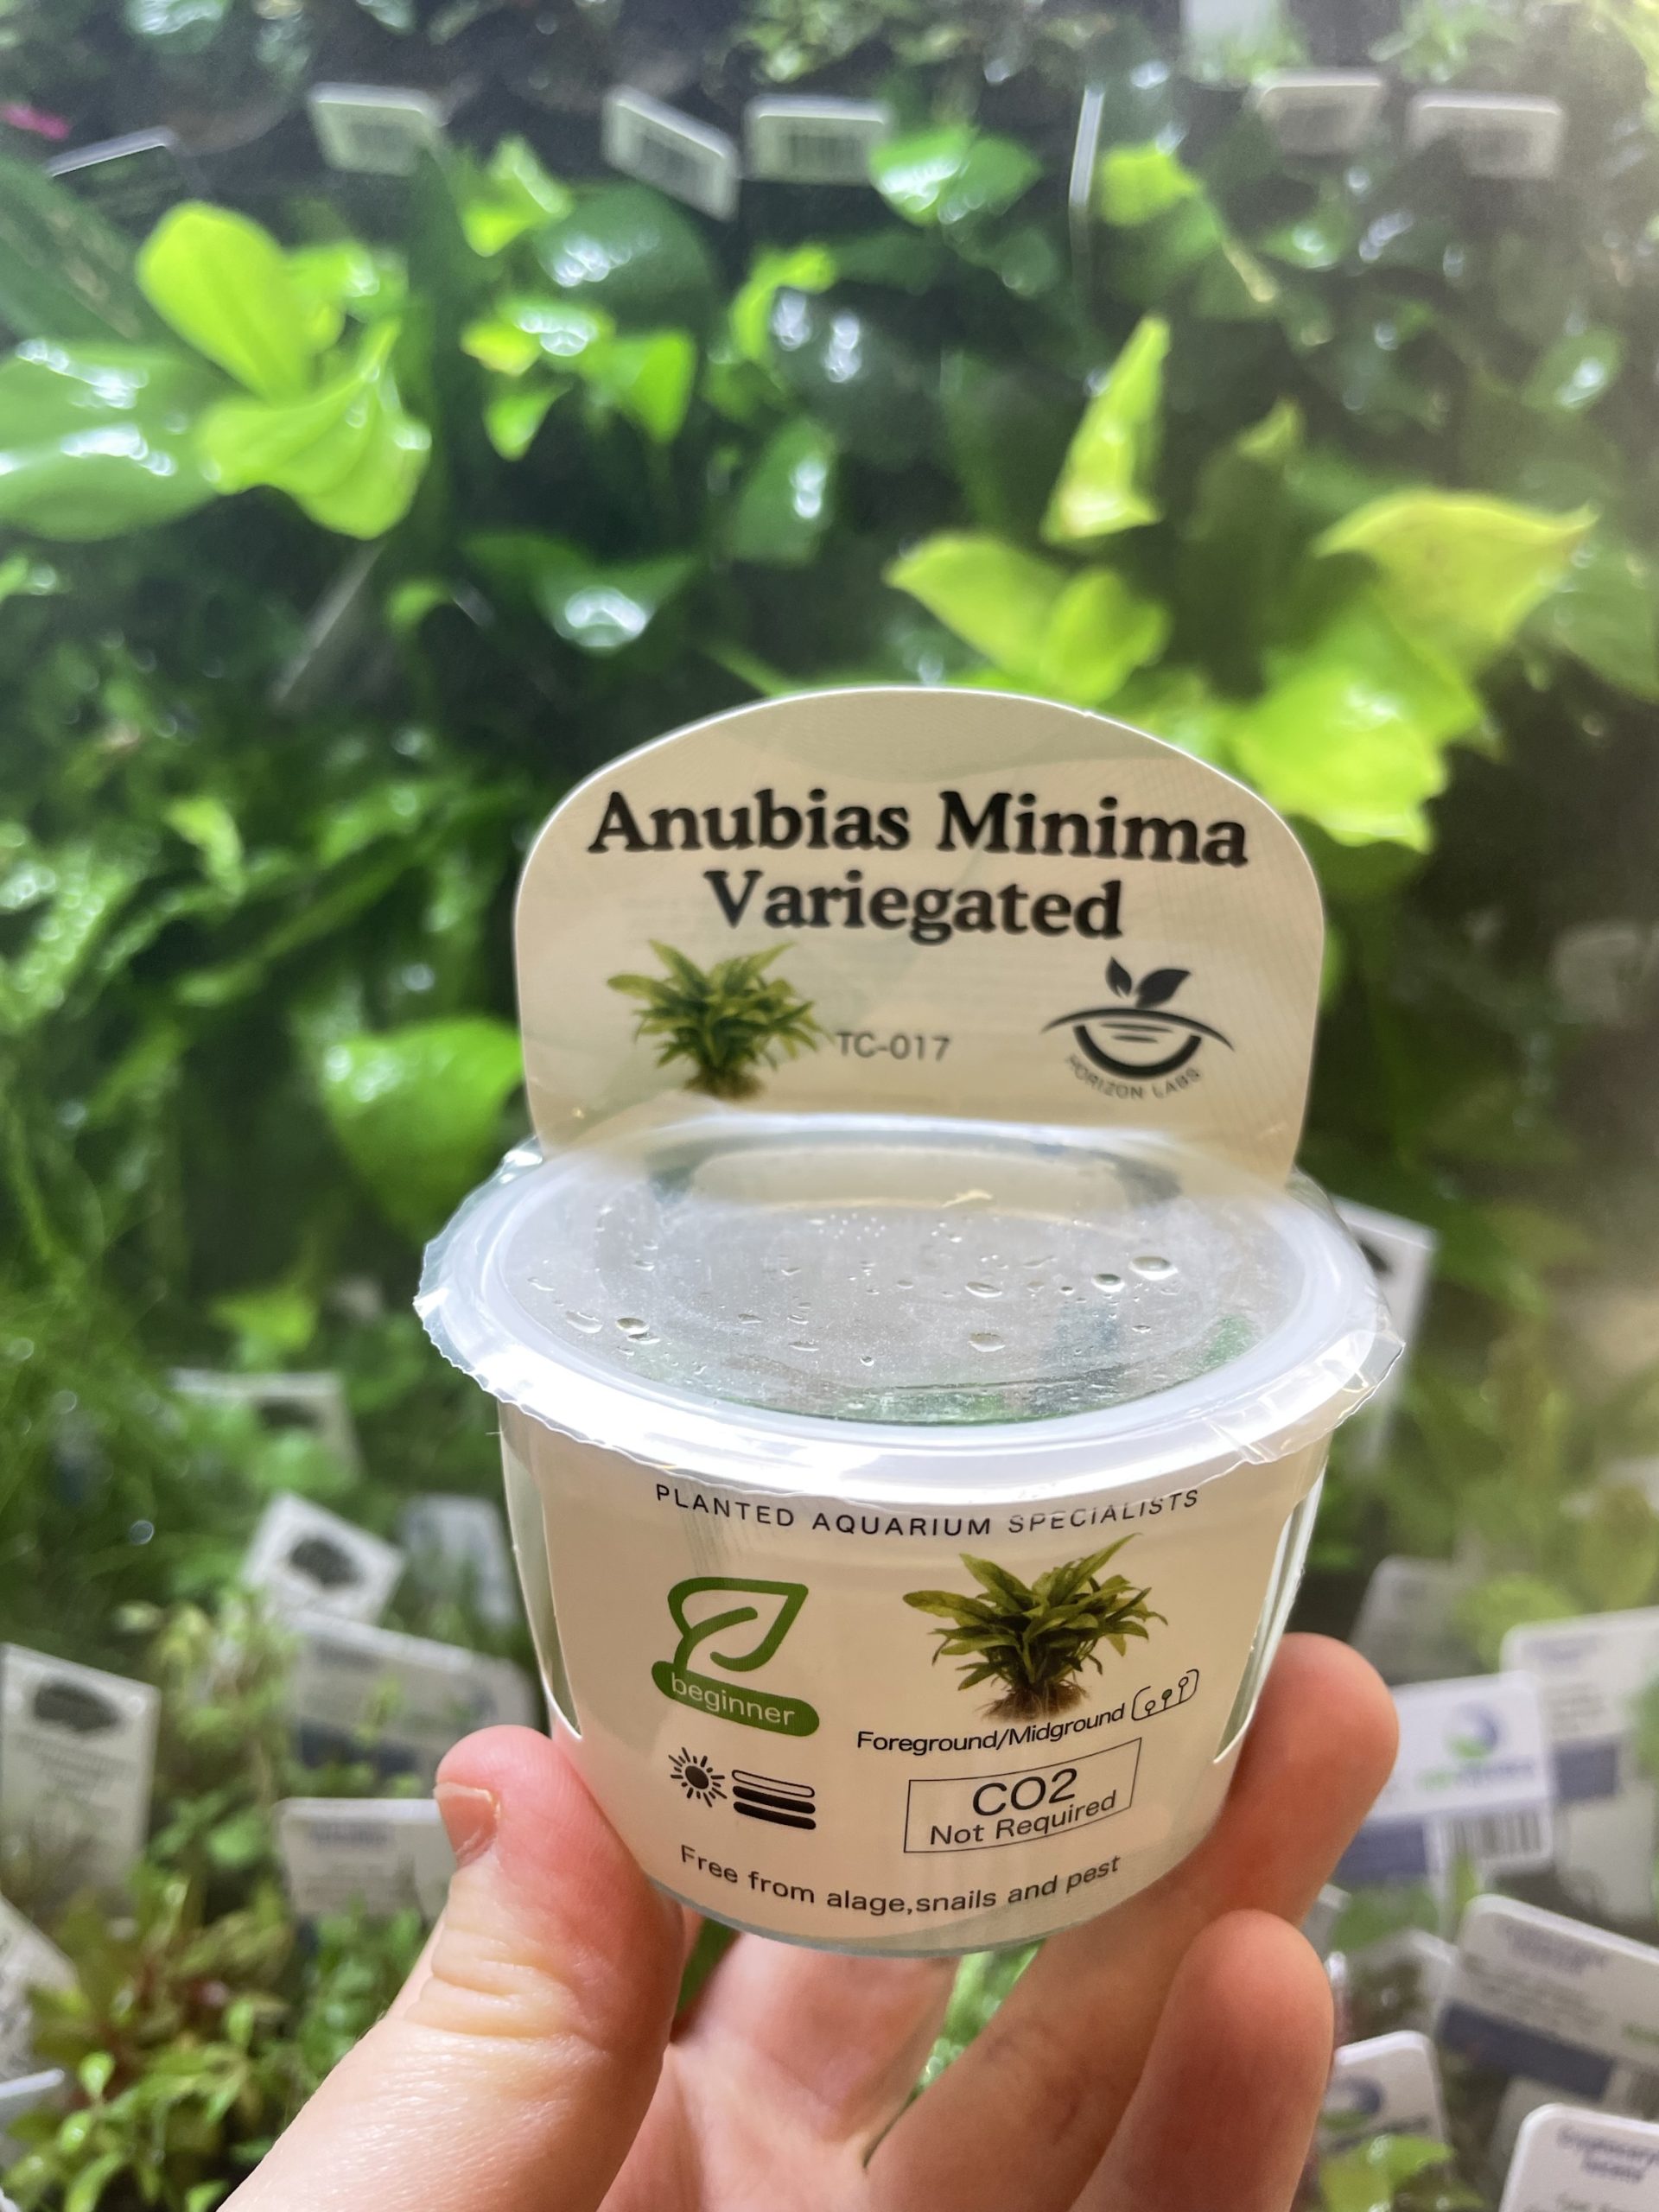 Anubias Minima
Variegated
TC-017
HORIZON LABS
PLANTED AQUARIUM SPECIALISTS
beginner
Foreground/Midground
CO2
Not Required
Free from alage,snails and pest